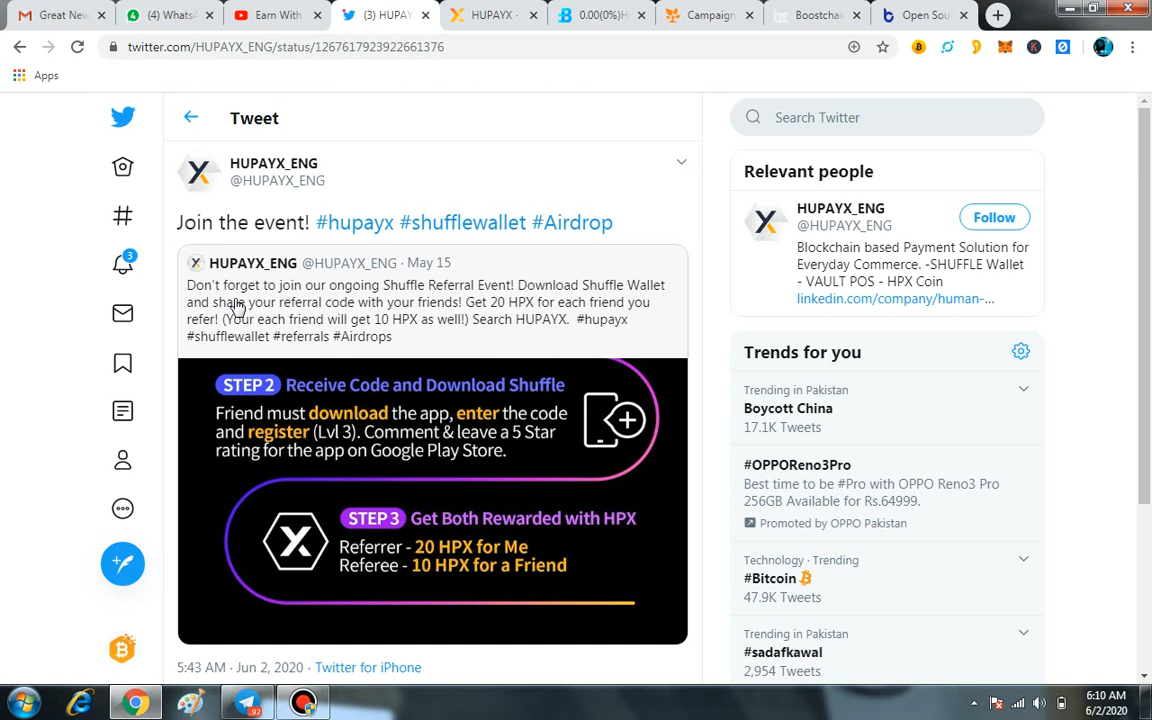 Great New
(4) WhatsA
Earn With
(3) HUPAY
HUPAYX -
0.00(0%)H
Campaign
Boostchain
Open Sou
twitter.com/HUPAYX_ENG/status/1267617923922661376
Apps
Tweet
Search Twitter
HUPAYX_ENG
@HUPAYX_ENG
Join the event! #hupayx #shufflewallet #Airdrop
HUPAYX_ENG @HUPAYX_ENG · May 15
Don't forget to join our ongoing Shuffle Referral Event! Download Shuffle Wallet
and share your referral code with your friends! Get 20 HPX for each friend you
refer! (Your each friend will get 10 HPX as well!) Search HUPAYX. #hupayx
#shufflewallet #referrals #Airdrops
STEP 2 Receive Code and Download Shuffle
Friend must download the app, enter the code
and register (Lvl 3). Comment & leave a 5 Star
rating for the app on Google Play Store.
STEP 3 Get Both Rewarded with HPX
Referrer - 20 HPX for Me
Referee - 10 HPX for a Friend
5:43 AM · Jun 2, 2020 · Twitter for iPhone
3
Relevant people
HUPAYX_ENG
@HUPAYX_ENG
Follow
Blockchain based Payment Solution for
Everyday Commerce. -SHUFFLE Wallet
- VAULT POS - HPX Coin
linkedin.com/company/human-...
Trends for you
Trending in Pakistan
Boycott China
17.1K Tweets
#OPPOReno3Pro
Best time to be #Pro with OPPO Reno3 Pro
256GB Available for Rs.64999.
Promoted by OPPO Pakistan
Technology · Trending
#Bitcoin
47.9K Tweets
Trending in Pakistan
#sadafkawal
2,954 Tweets
92
6:10 AM
6/2/2020